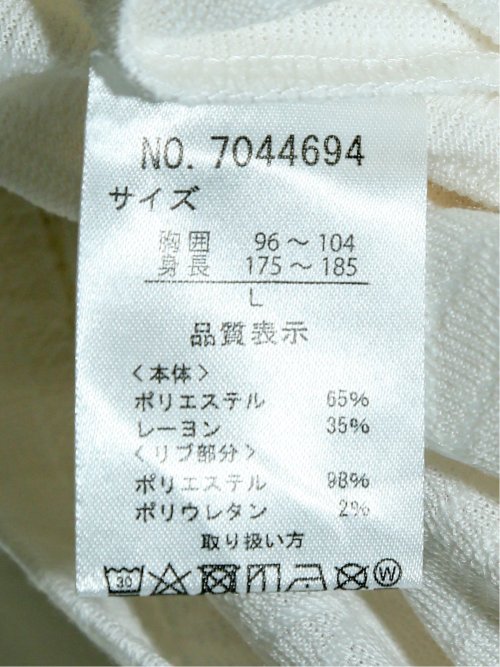 NO. 7044694
サイズ
胸囲 96～104
身長 175～185
L
品質表示
＜本体＞
ポリエステル 65%
レーヨン 35%
＜リブ部分＞
ポリエステル 98%
ポリウレタン 2%
取り扱い方
30 W